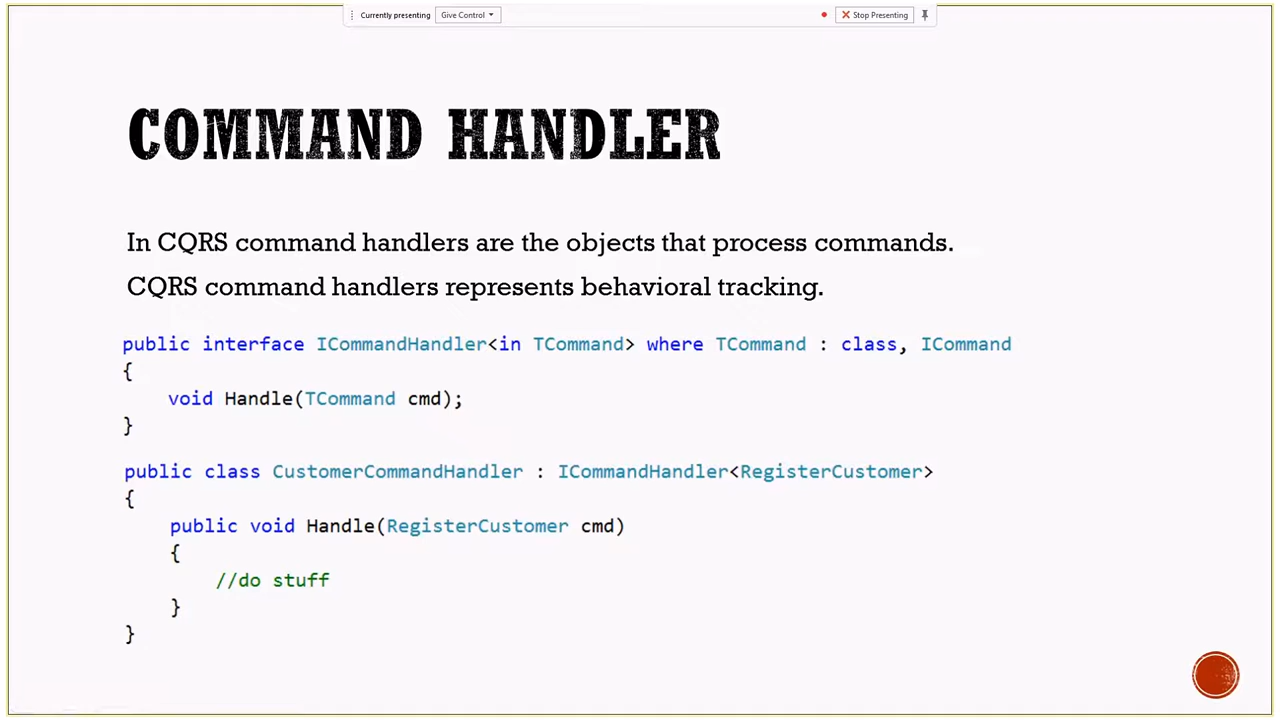 Currently presenting Give Control Stop Presenting
COMMAND HANDLER
In CQRS command handlers are the objects that process commands.
CQRS command handlers represents behavioral tracking.
public interface ICommandHandler<in TCommand> where TCommand : class, ICommand
{
void Handle(TCommand cmd);
}
public class CustomerCommandHandler : ICommandHandler<RegisterCustomer>
{
public void Handle(RegisterCustomer cmd)
{
//do stuff
}
}